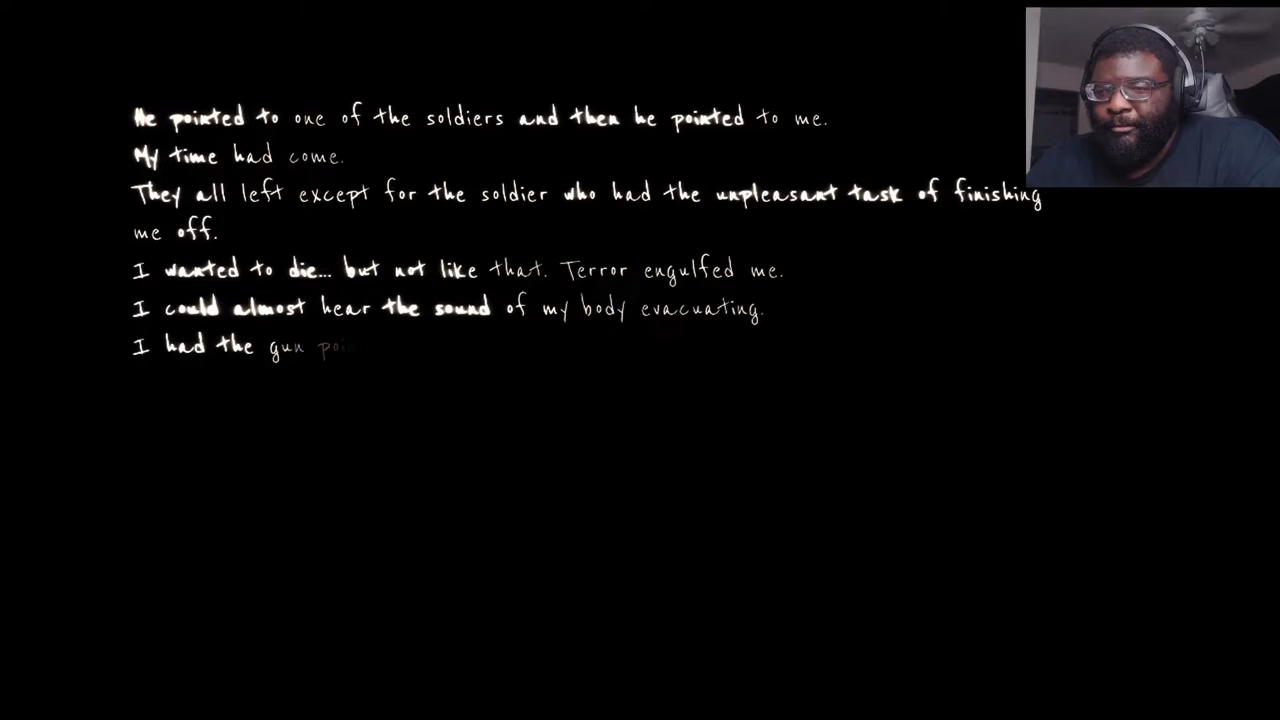 He pointed to one of the soldiers and then he pointed to me.
My time had come.
They all left except for the soldier who had the unpleasant task of finishing
me off.
I wanted to die... but not like that. Terror engulfed me.
I could almost hear the sound of my body evacuating.
I had the gun